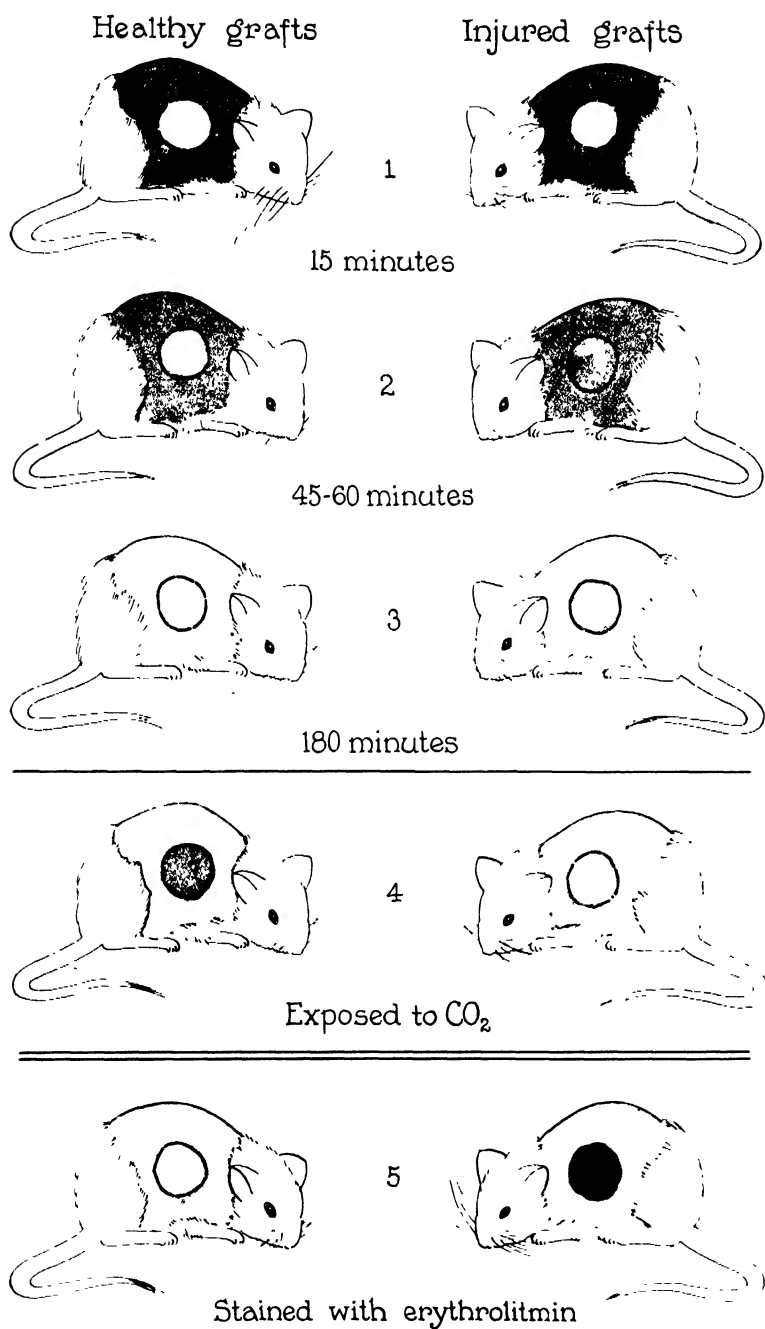 Healthy grafts
Injured grafts
1
15 minutes
2
45-60 minutes
3
180 minutes
4
Exposed to CO₂
5
Stained with erythrolitmin